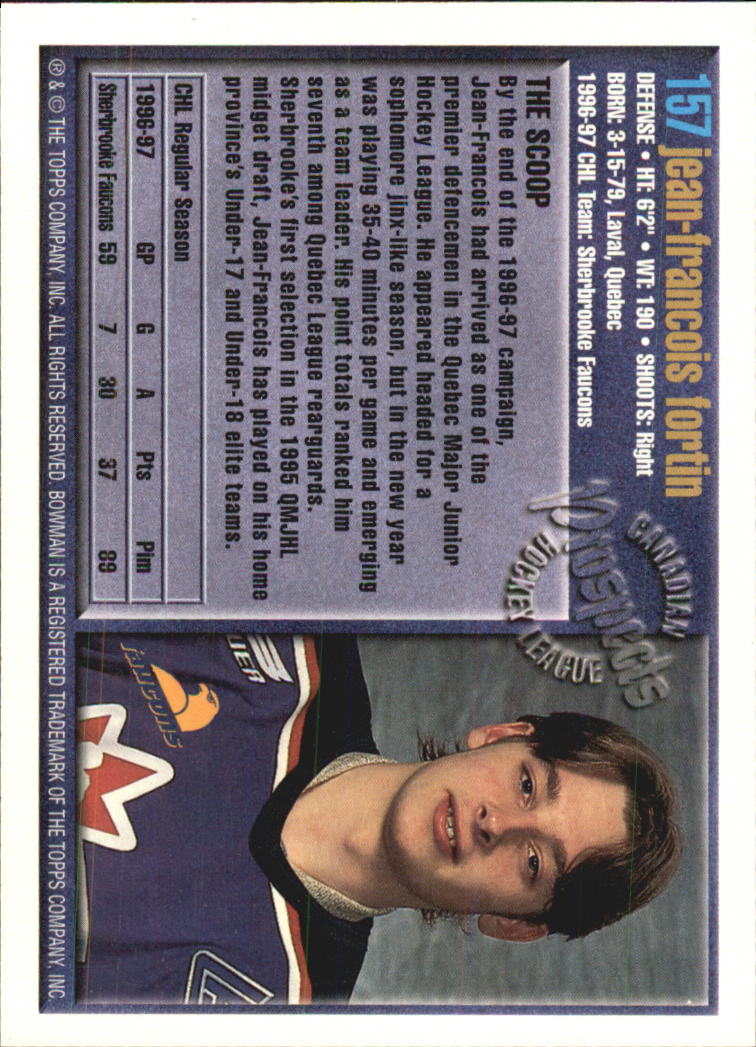 157 jean-francois fortin
DEFENSE • HT: 6'2" • WT: 190 • SHOOTS: Right
BORN: 3-15-79, Laval, Quebec
1996-97 CHL Team: Sherbrooke Faucons
CANADIAN
Prospects
HOCKEY LEAGUE
THE SCOOP
By the end of the 1996-97 campaign,
Jean-Francois had arrived as one of the
premier defencemen in the Quebec Major Junior
Hockey League. He appeared headed for a
sophomore jinx-like season, but in the new year
was playing 35-40 minutes per game and emerging
as a team leader. His point totals ranked him
seventh among Quebec League rearguards.
Sherbrooke's first selection in the 1995 QMJHL
midget draft, Jean-Francois has played on his home
province's Under-17 and Under-18 elite teams.
CHL Regular Season
1996-97 GP G A Pts Pim
Sherbrooke Faucons 59 7 30 37 89
faucons
® & © THE TOPPS COMPANY, INC. ALL RIGHTS RESERVED. BOWMAN IS A REGISTERED TRADEMARK OF THE TOPPS COMPANY, INC.